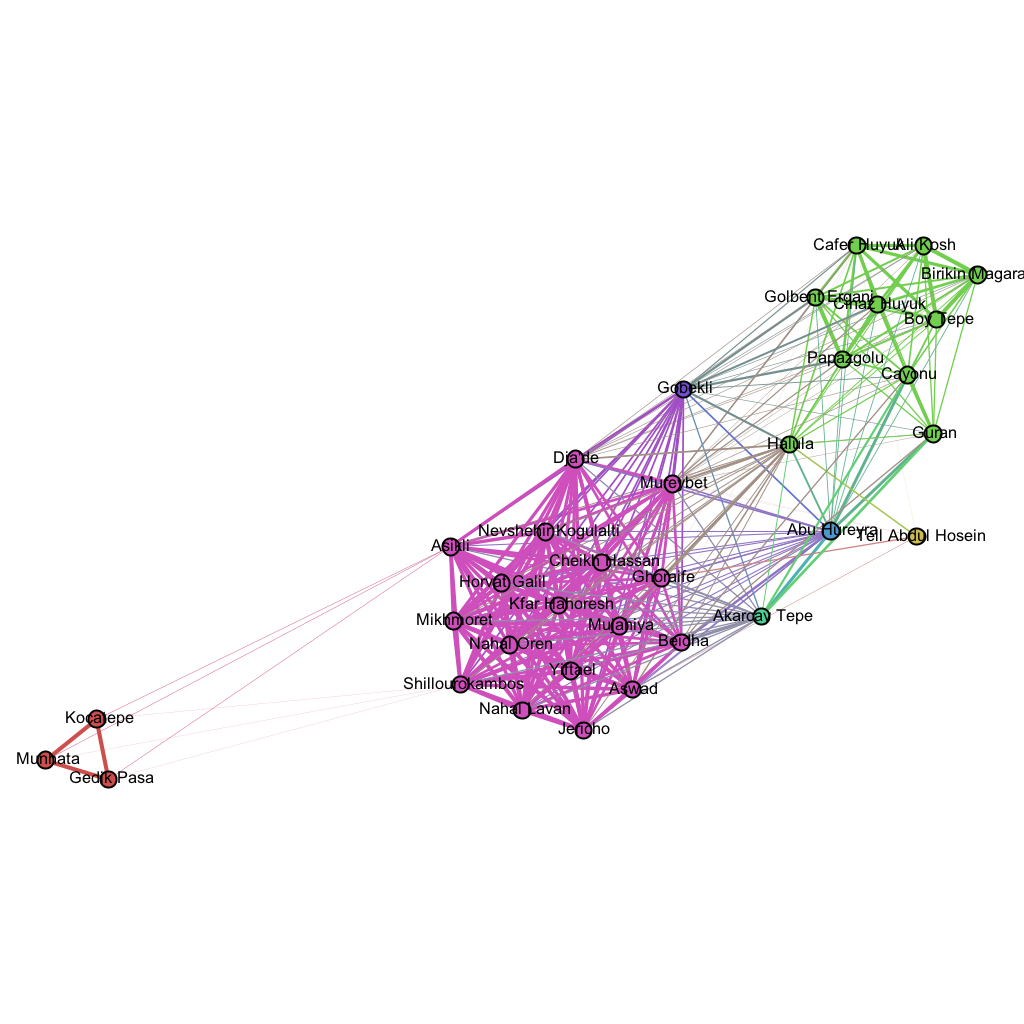 Cafer Huyuk
Ali Kosh
Birikin Magara
Golbent Ergani
Cinaz Huyuk
Boy Tepe
Papazgolu
Cayonu
Gobekli
Guran
Halula
Dja'de
Mureybet
Nevshehir Kogulalti
Abu Hureyra
Tell Abdul Hosein
Asikli
Cheikh Hassan
Ghoraife
Horvat Galil
Kfar Hahoresh
Mikhmoret
Akarcay Tepe
Mulahiya
Nahal Oren
Beidha
Yiftael
Shillourokambos
Aswad
Nahal Lavan
Kocatepe
Jericho
Munhata
Gedik Pasa